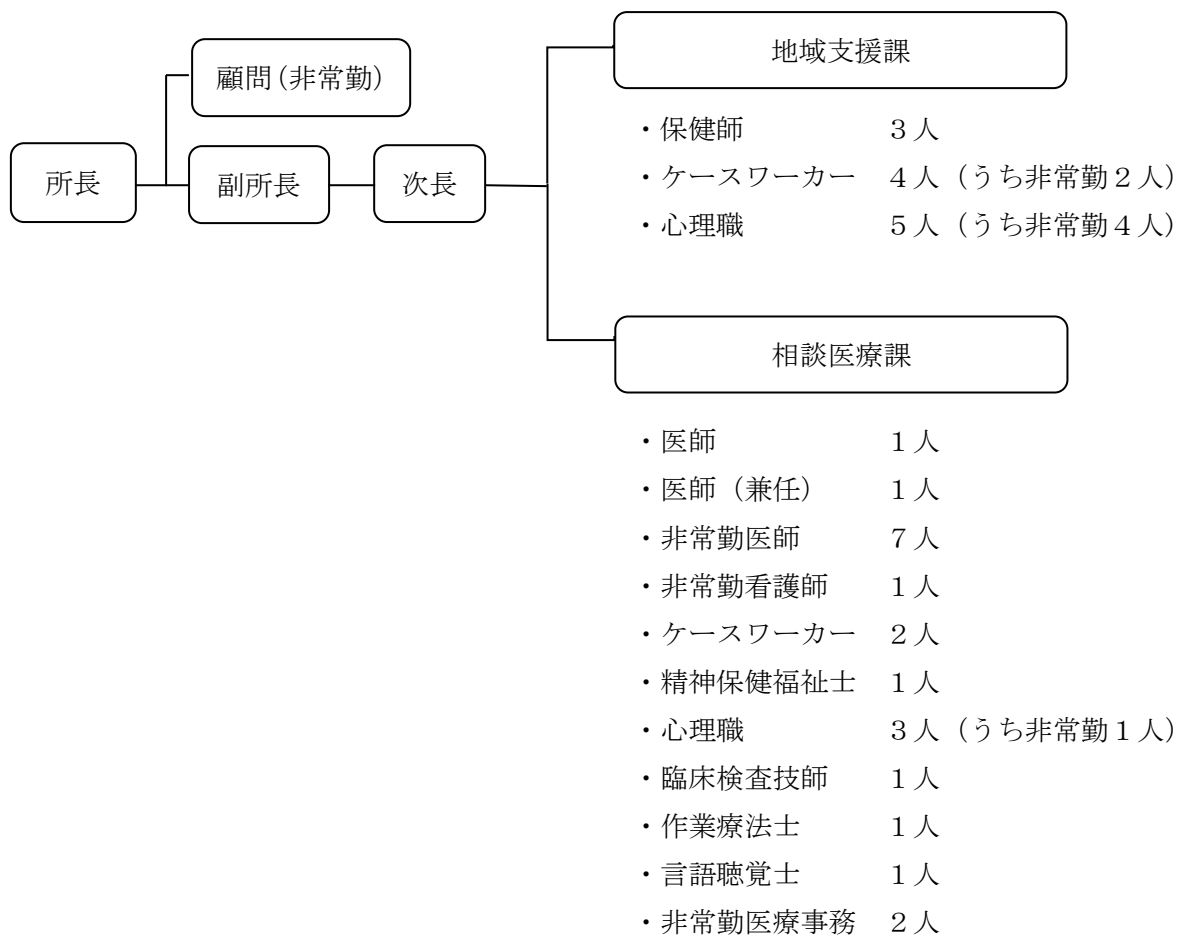 顧問(非常勤)
所長
副所長
次長
地域支援課
・保健師　３人
・ケースワーカー　４人（うち非常勤２人）
・心理職　５人（うち非常勤４人）
相談医療課
・医師　１人
・医師（兼任）　１人
・非常勤医師　７人
・非常勤看護師　１人
・ケースワーカー　２人
・精神保健福祉士　１人
・心理職　３人（うち非常勤１人）
・臨床検査技師　１人
・作業療法士　１人
・言語聴覚士　１人
・非常勤医療事務　２人